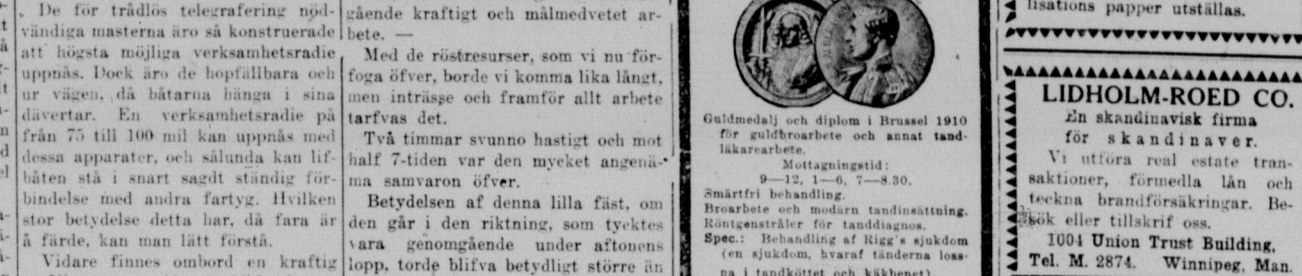 De för trådlös telegrafering nöd-
vändiga masterna äro så konstruerade
att högsta möjliga verksamhetsradie
uppnås. Dock äro de hopfällbara och
ur vägen, då båtarna hänga i sina
dävertar. En verksamhetsradie på
från 75 till 100 mil kan uppnås med
dessa apparater, och sålunda kan lif-
båten stå i snart sagdt ständig för-
bindelse med andra fartyg. Hvilken
stor betydelse detta har, då fara är
å färde, kan man lätt förstå.
Vidare finnes ombord en kraftig
gående kraftigt och målmedvetet ar-
bete. —
Med de röstresurser, som vi nu för-
foga öfver, borde vi komma lika långt,
men inträsse och framför allt arbete
tarfvas det.
Två timmar svunno hastigt och mot
half 7-tiden var den mycket angenä-
ma samvaron öfver.
Betydelsen af denna lilla fäst, om
den går i den riktning, som tycktes
vara genomgående under aftonens
lopp, torde blifva betydligt större än
Guldmedalj och diplom i Brussel 1910
för guldbroarbete och annat tand-
läkarearbete.
Mottagningstid:
9—12, 1—6, 7—8.30.
Smärtfri behandling.
Broarbete och modärn tandinsättning.
Röntgenstråler för tanddiagnos.
Spec.: Behandling af Rigg's sjukdom
(en sjukdom, hvaraf tänderna loss-
na i tandköttet och käkbenet)
lisations papper utställas.
LIDHOLM-ROED CO.
En skandinavisk firma
för skandinaver.
Vi utföra real estate tran-
saktioner, förmedla lån och
teckna brandförsäkringar. Be-
sök eller tillskrif oss.
1004 Union Trust Building,
Tel. M. 2874. Winnipeg, Man.